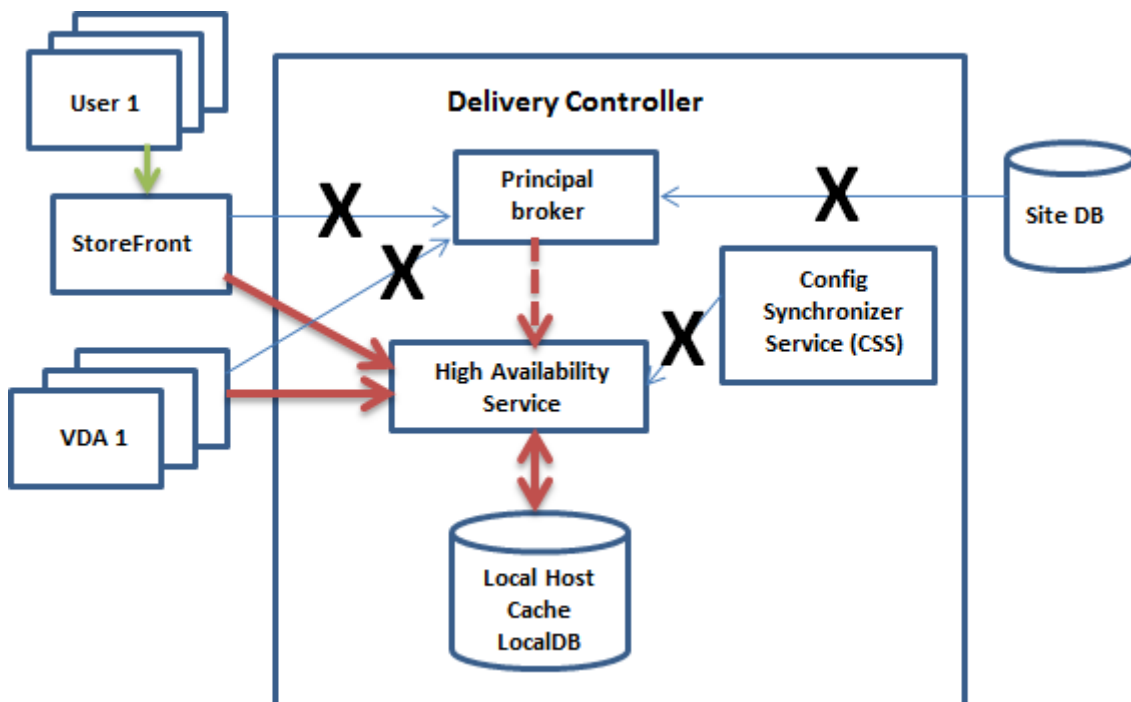 User 1
Delivery Controller
Principal
broker
X
X
StoreFront
Site DB
X
Config
Synchronizer
Service (CSS)
X
High Availability
Service
VDA 1
Local Host
Cache
LocalDB